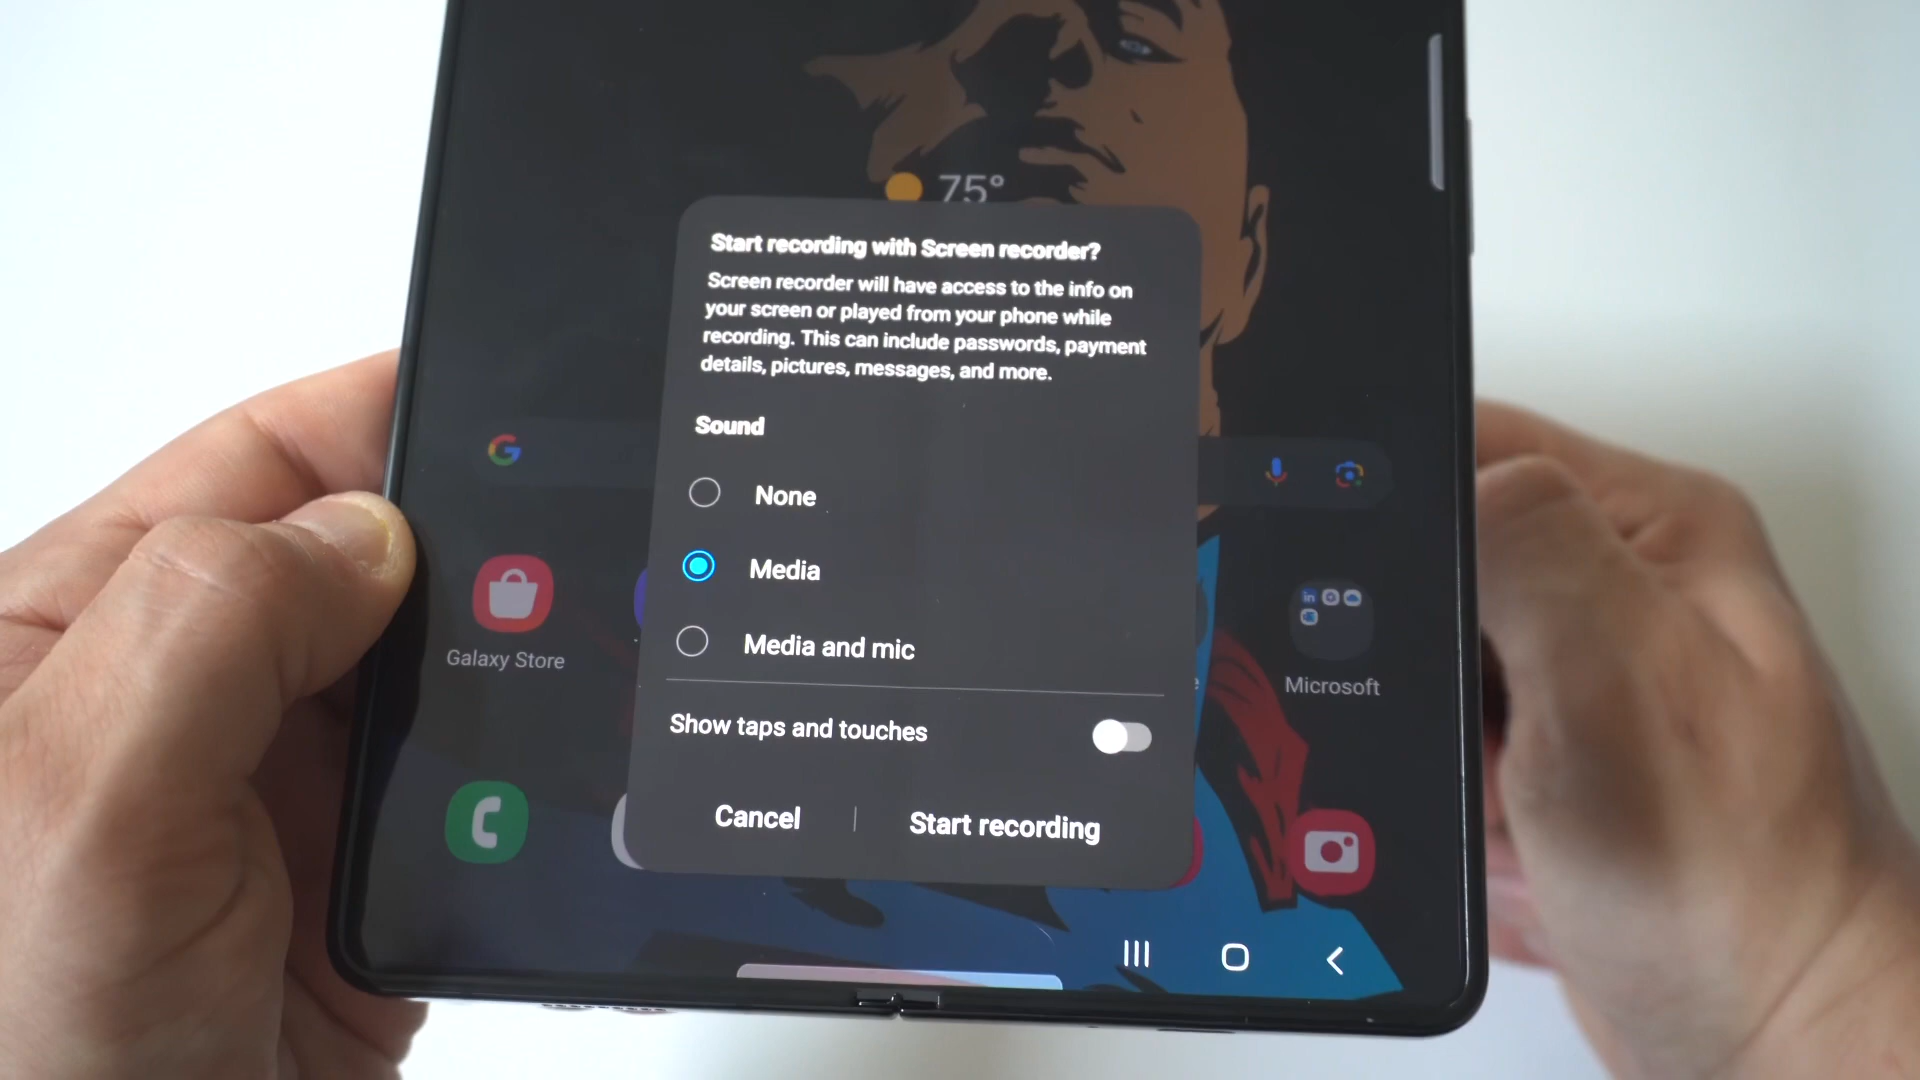 75°
Start recording with Screen recorder?
Screen recorder will have access to the info on
your screen or played from your phone while
recording. This can include passwords, payment
details, pictures, messages, and more.
Sound
None
Media
Media and mic
Show taps and touches
Cancel
Start recording
Galaxy Store
Microsoft